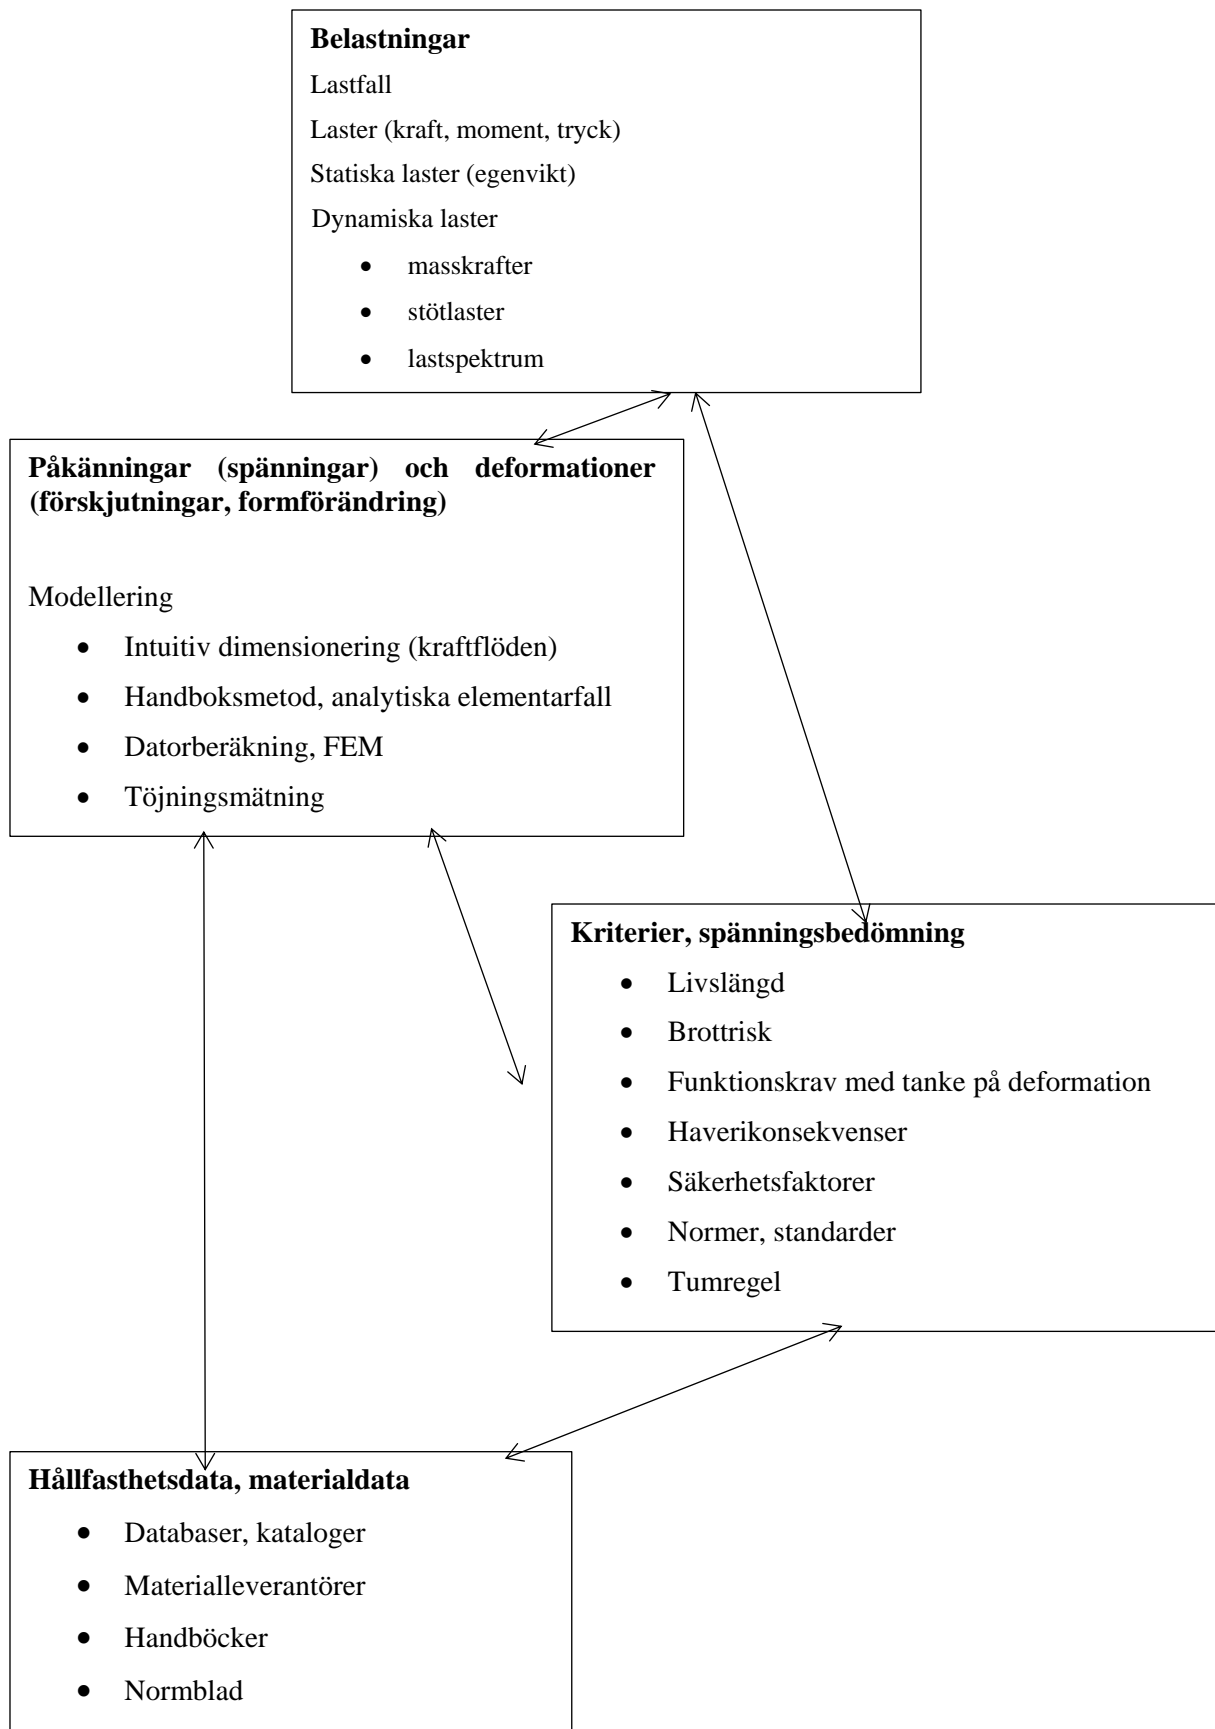 Belastningar
Lastfall
Laster (kraft, moment, tryck)
Statiska laster (egenvikt)
Dynamiska laster
• masskrafter
• stötlaster
• lastspektrum
Påkänningar (spänningar) och deformationer
(förskjutningar, formförändring)
Modellering
• Intuitiv dimensionering (kraftflöden)
• Handboksmetod, analytiska elementarfall
• Datorberäkning, FEM
• Töjningsmätning
Kriterier, spänningsbedömning
• Livslängd
• Brottrisk
• Funktionskrav med tanke på deformation
• Haverikonsekvenser
• Säkerhetsfaktorer
• Normer, standarder
• Tumregel
Hållfasthetsdata, materialdata
• Databaser, kataloger
• Materialleverantörer
• Handböcker
• Normblad